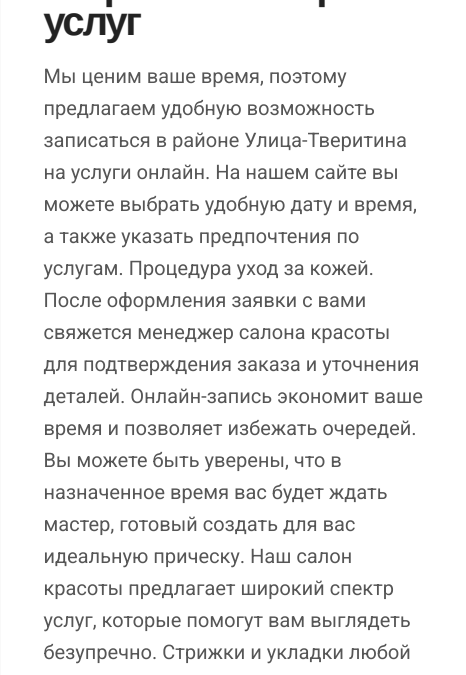 услуг
Мы ценим ваше время, поэтому
предлагаем удобную возможность
записаться в районе Улица-Тверитина
на услуги онлайн. На нашем сайте вы
можете выбрать удобную дату и время,
а также указать предпочтения по
услугам. Процедура уход за кожей.
После оформления заявки с вами
свяжется менеджер салона красоты
для подтверждения заказа и уточнения
деталей. Онлайн-запись экономит ваше
время и позволяет избежать очередей.
Вы можете быть уверены, что в
назначенное время вас будет ждать
мастер, готовый создать для вас
идеальную прическу. Наш салон
красоты предлагает широкий спектр
услуг, которые помогут вам выглядеть
безупречно. Стрижки и укладки любой